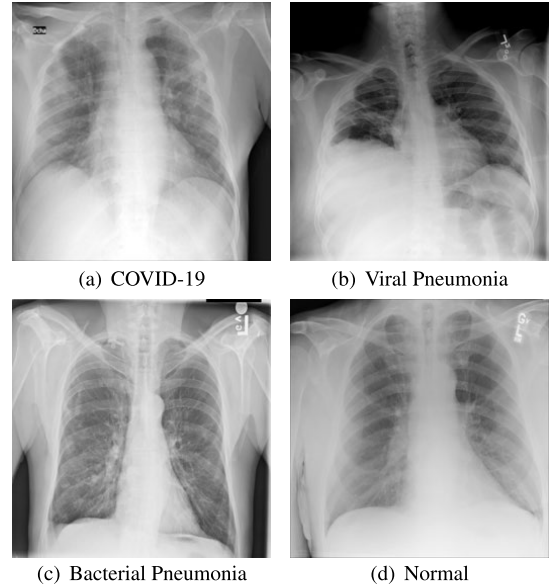 (a) COVID-19
(b) Viral Pneumonia
L
(c) Bacterial Pneumonia
(d) Normal